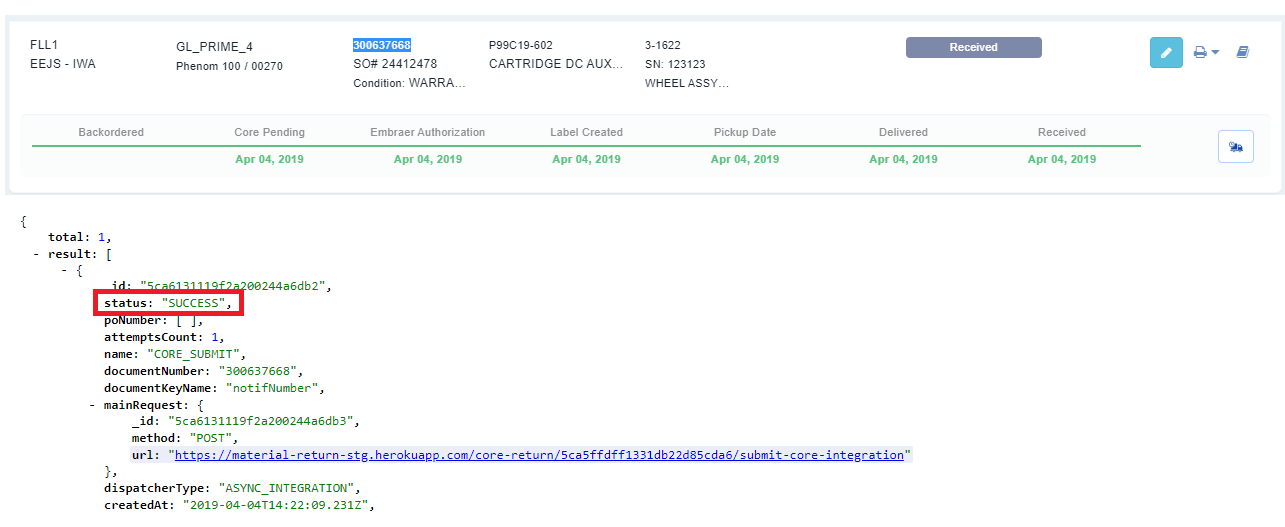 FLL1 GL_PRIME_4 300637668 P99C19-602 3-1622 Received
EEJS - IWA Phenom 100 / 00270 SO# 24412478 CARTRIDGE DC AUX... SN: 123123
Condition: WARRA... WHEEL ASSY...
Backordered Core Pending Embraer Authorization Label Created Pickup Date Delivered Received
Apr 04, 2019 Apr 04, 2019 Apr 04, 2019 Apr 04, 2019 Apr 04, 2019 Apr 04, 2019
{
total: 1,
- result: [
- {
_id: "5ca6131119f2a200244a6db2",
status: "SUCCESS",
poNumber: [ ],
attemptsCount: 1,
name: "CORE_SUBMIT",
documentNumber: "300637668",
documentKeyName: "notifNumber",
- mainRequest: {
_id: "5ca6131119f2a200244a6db3",
method: "POST",
url: "https://material-return-stg.herokuapp.com/core-return/5ca5ffdff1331db22d85cda6/submit-core-integration"
},
dispatcherType: "ASYNC_INTEGRATION",
createdAt: "2019-04-04T14:22:09.231Z",